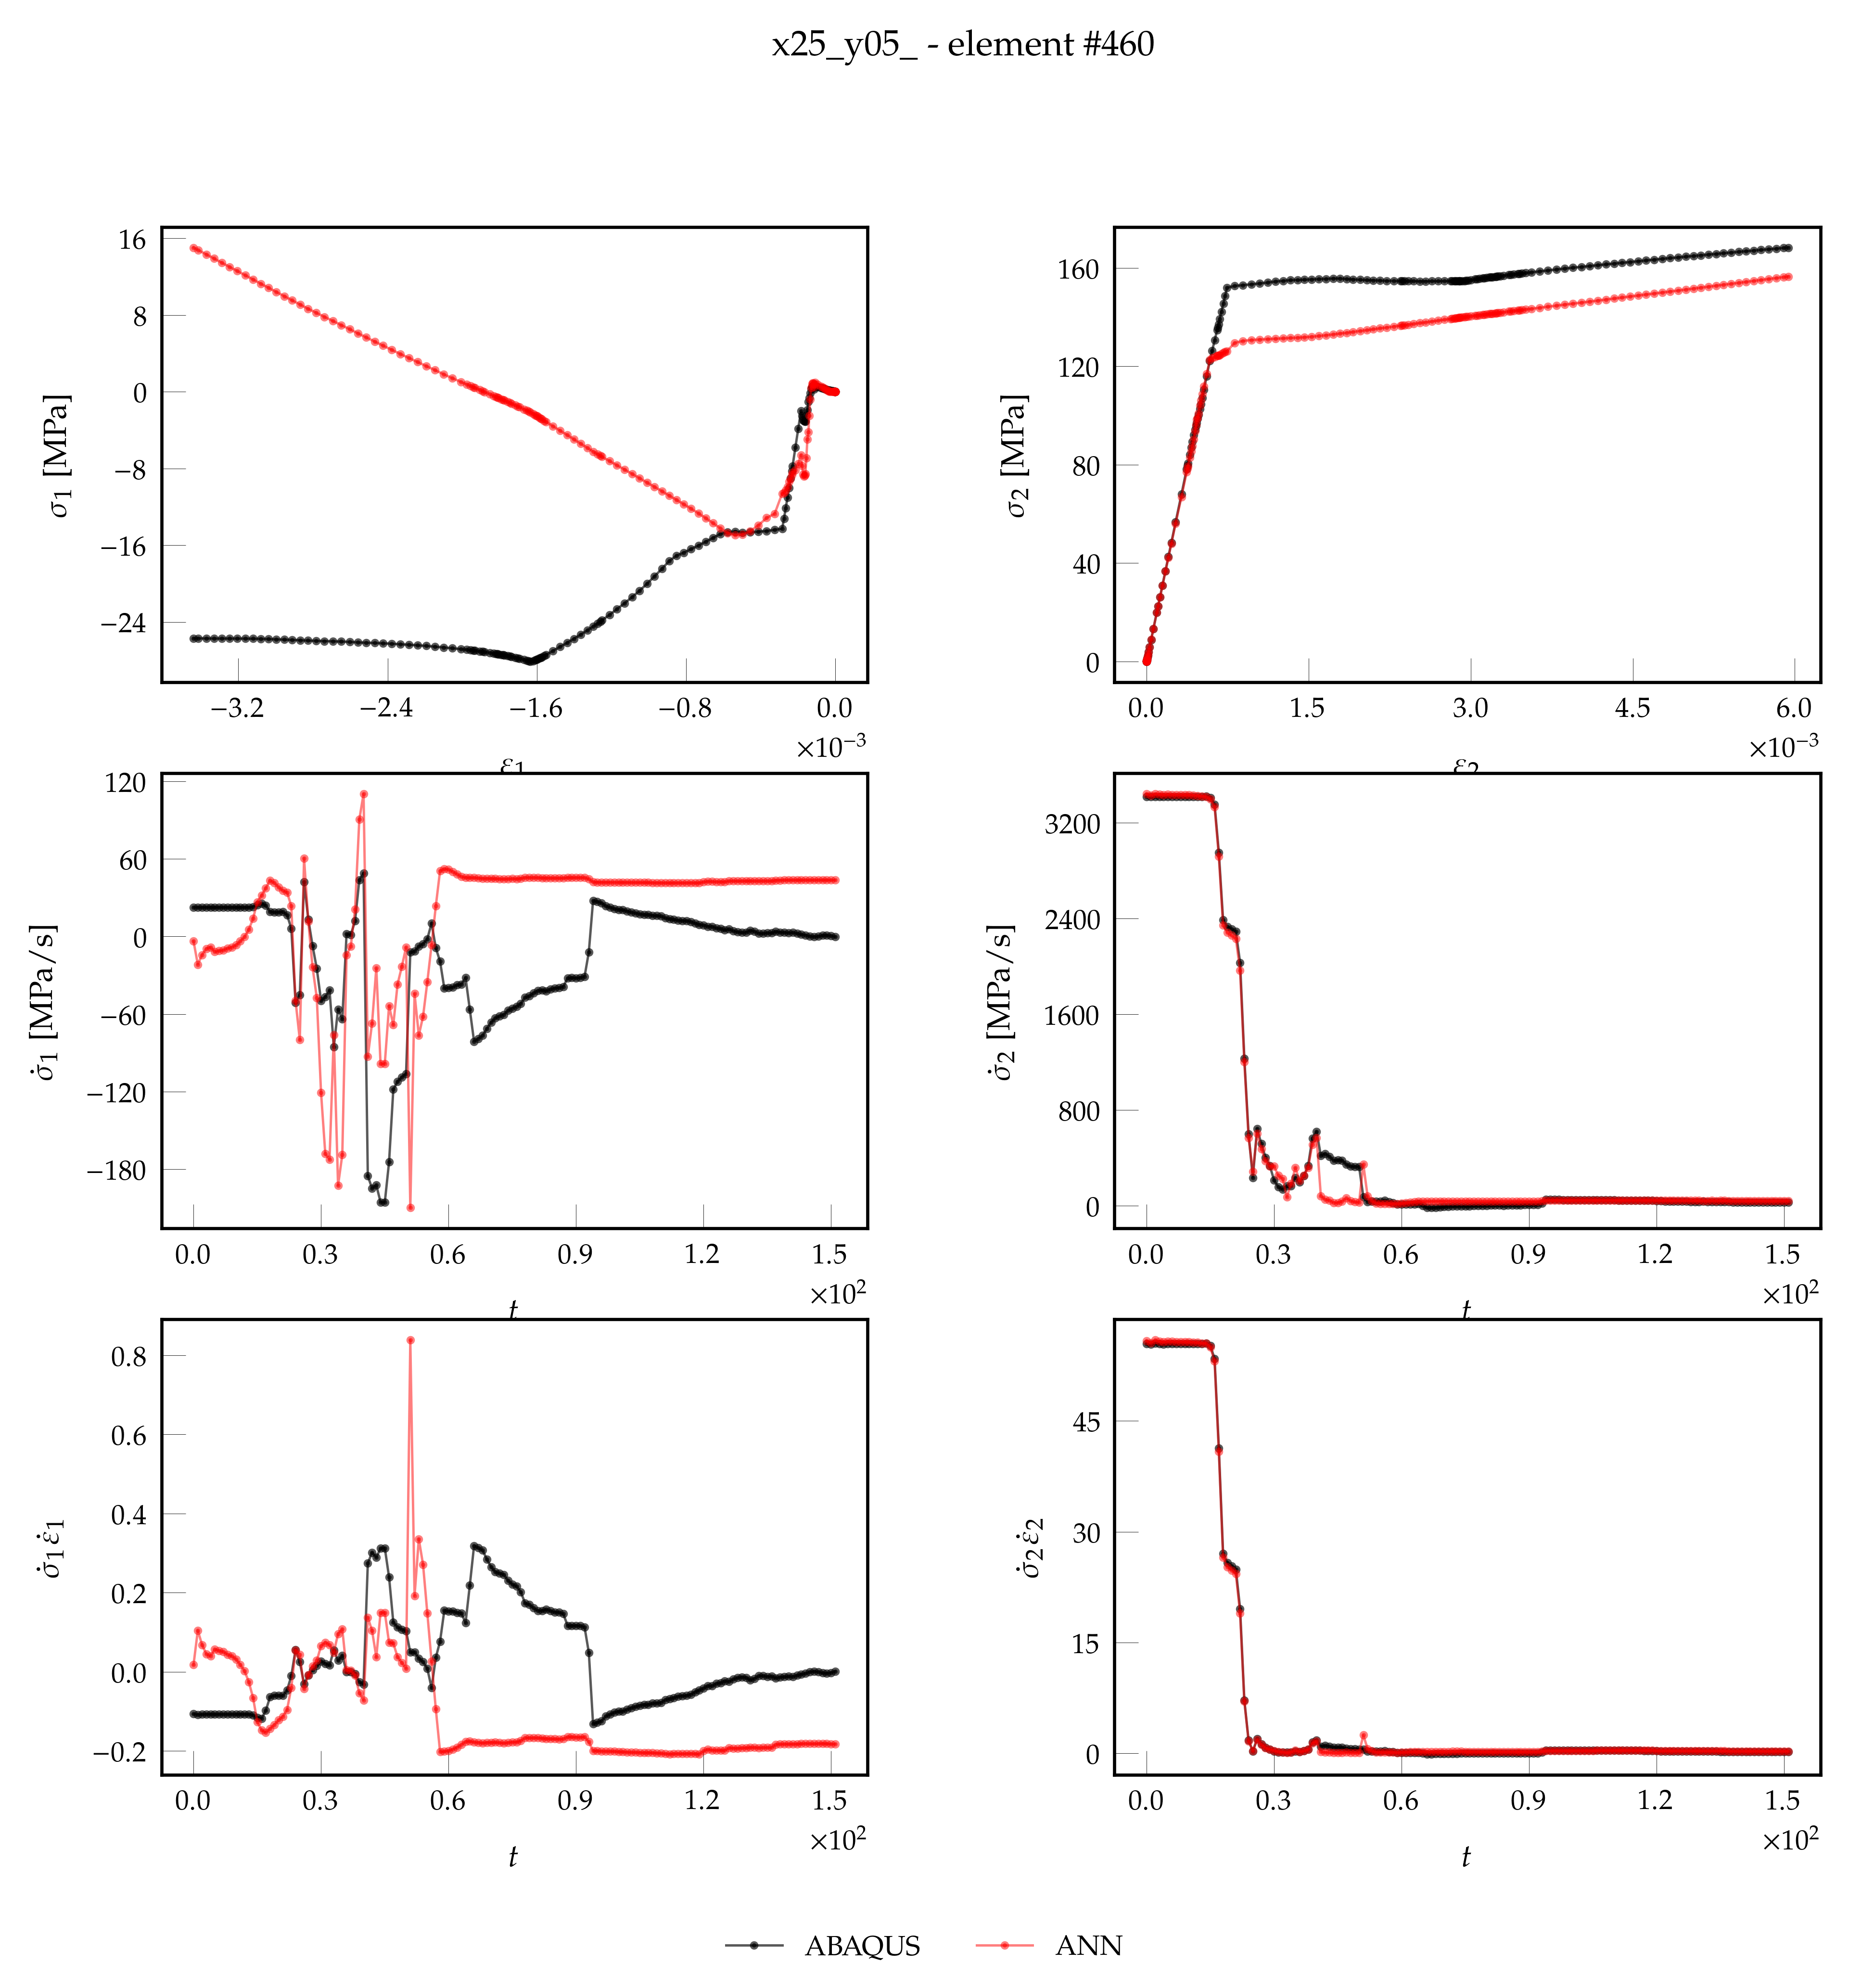 x25_y05_ - element #460
σ₁ [MPa]
16
8
0
−8
−16
−24
−3.2 −2.4 −1.6 −0.8 0.0
×10⁻³
ε₁
σ₂ [MPa]
160
120
80
40
0
0.0 1.5 3.0 4.5 6.0
×10⁻³
ε₂
σ̇₁ [MPa/s]
120
60
0
−60
−120
−180
0.0 0.3 0.6 0.9 1.2 1.5
×10²
t
σ̇₂ [MPa/s]
3200
2400
1600
800
0
0.0 0.3 0.6 0.9 1.2 1.5
×10²
t
σ̇₁ε̇₁
0.8
0.6
0.4
0.2
0.0
−0.2
0.0 0.3 0.6 0.9 1.2 1.5
×10²
t
σ̇₂ε̇₂
45
30
15
0
0.0 0.3 0.6 0.9 1.2 1.5
×10²
t
ABAQUS ANN